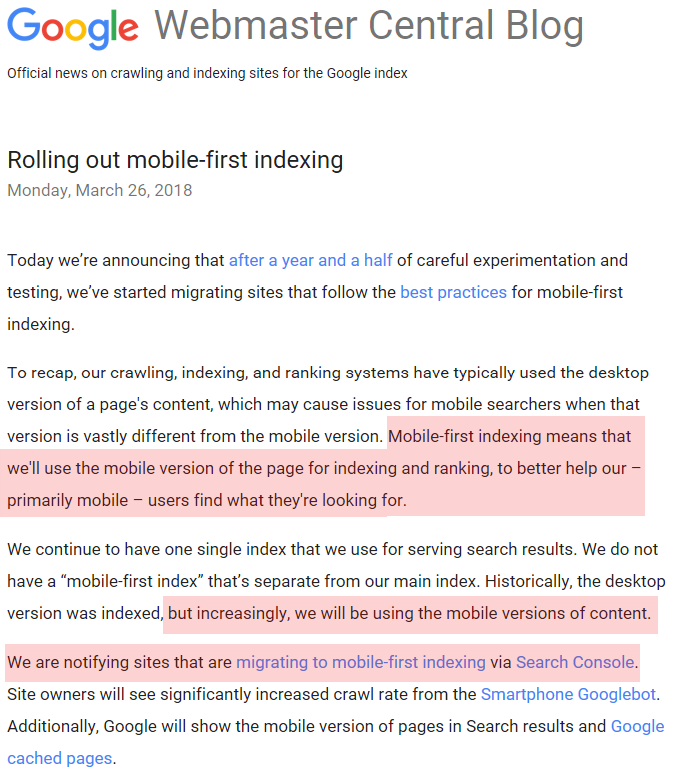 Google Webmaster Central Blog
Official news on crawling and indexing sites for the Google index
Rolling out mobile-first indexing
Monday, March 26, 2018
Today we’re announcing that after a year and a half of careful experimentation and
testing, we’ve started migrating sites that follow the best practices for mobile-first
indexing.
To recap, our crawling, indexing, and ranking systems have typically used the desktop
version of a page's content, which may cause issues for mobile searchers when that
version is vastly different from the mobile version. Mobile-first indexing means that
we'll use the mobile version of the page for indexing and ranking, to better help our –
primarily mobile – users find what they're looking for.
We continue to have one single index that we use for serving search results. We do not
have a “mobile-first index” that’s separate from our main index. Historically, the desktop
version was indexed, but increasingly, we will be using the mobile versions of content.
We are notifying sites that are migrating to mobile-first indexing via Search Console.
Site owners will see significantly increased crawl rate from the Smartphone Googlebot.
Additionally, Google will show the mobile version of pages in Search results and Google
cached pages.